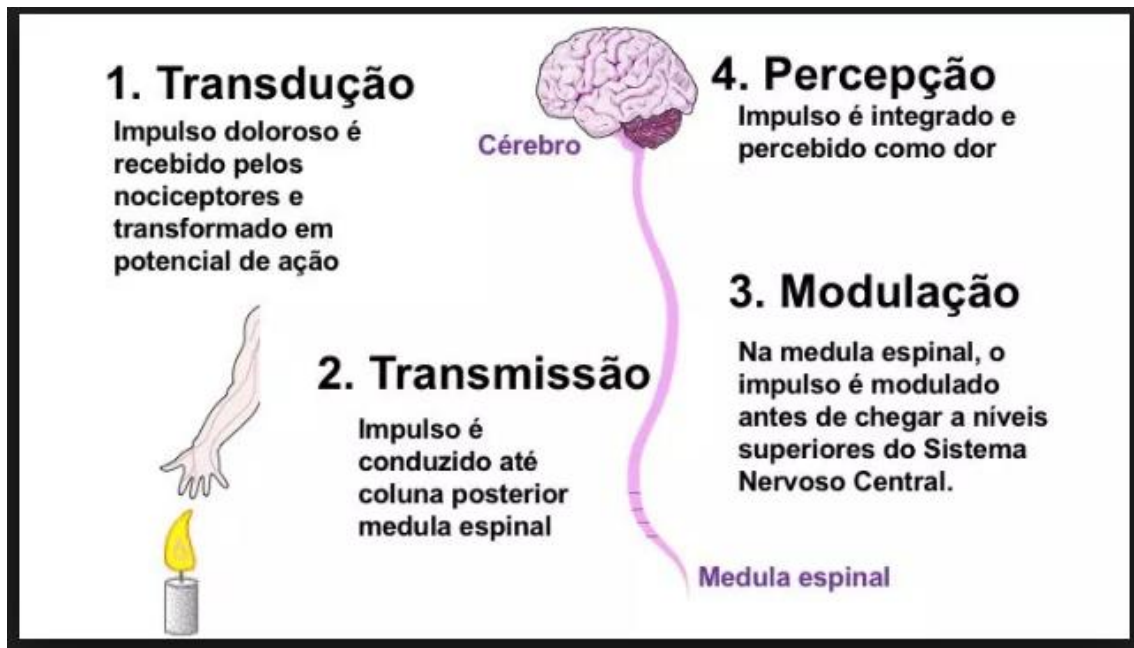 1. Transdução
Impulso doloroso é
recebido pelos
nociceptores e
transformado em
potencial de ação
2. Transmissão
Impulso é
conduzido até
coluna posterior
medula espinal
Cérebro
4. Percepção
Impulso é integrado e
percebido como dor
3. Modulação
Na medula espinal, o
impulso é modulado
antes de chegar a níveis
superiores do Sistema
Nervoso Central.
Medula espinal